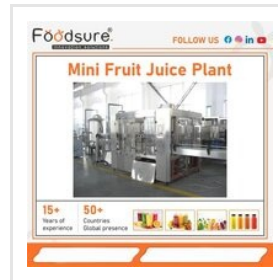 Foodsure
FOLLOW US
Mini Fruit Juice Plant
15+
Years of
experience
50+
Countries
Global presence